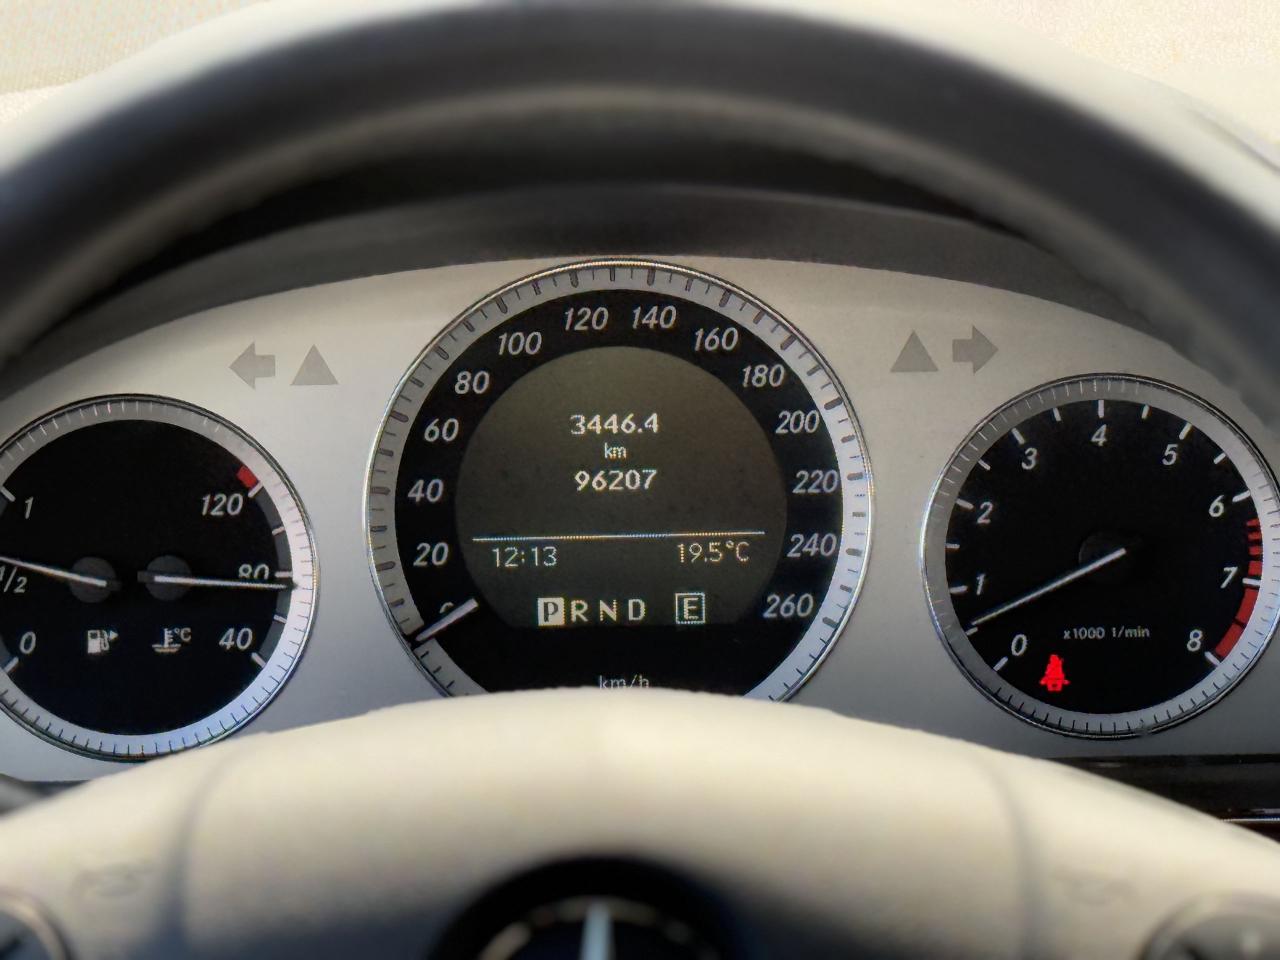 3446.4
km
96207
12:13 19.5°C
P R N D E
0 20 40 60 80 100 120 140 160 180 200 220 240 260
km/h
0 1/2 1
°C
40 80 120
0 1 2 3 4 5 6 7 8
x1000 1/min